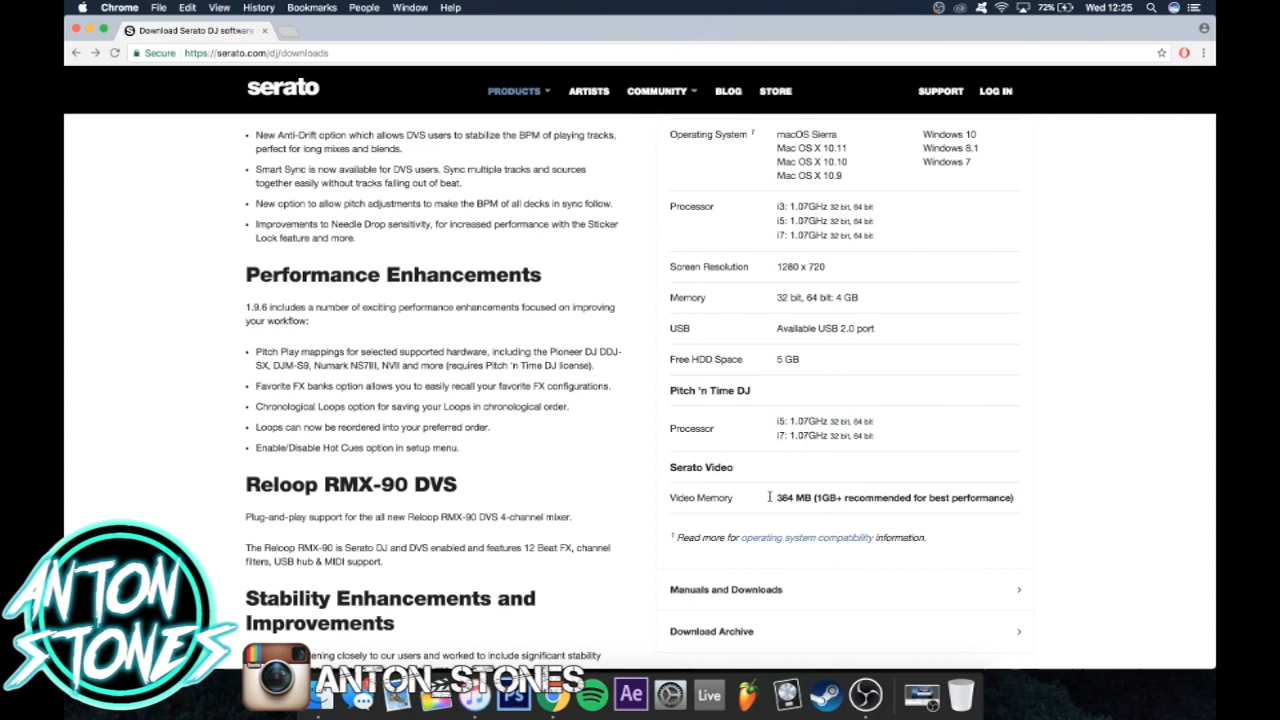 Chrome File Edit View History Bookmarks People Window Help
72% Wed 12:25
Download Serato DJ software
Secure https://serato.com/dj/downloads
serato
PRODUCTS ARTISTS COMMUNITY BLOG STORE SUPPORT LOG IN
• New Anti-Drift option which allows DVS users to stabilize the BPM of playing tracks,
perfect for long mixes and blends.
• Smart Sync is now available for DVS users. Sync multiple tracks and sources
together easily without tracks falling out of beat.
• New option to allow pitch adjustments to make the BPM of all decks in sync follow.
• Improvements to Needle Drop sensitivity, for increased performance with the Sticker
Lock feature and more.
Performance Enhancements
1.9.6 includes a number of exciting performance enhancements focused on improving
your workflow:
• Pitch Play mappings for selected supported hardware, including the Pioneer DJ DDJ-
SX, DJM-S9, Numark NS7III, NVII and more (requires Pitch 'n Time DJ license).
• Favorite FX banks option allows you to easily recall your favorite FX configurations.
• Chronological Loops option for saving your Loops in chronological order.
• Loops can now be reordered into your preferred order.
• Enable/Disable Hot Cues option in setup menu.
Reloop RMX-90 DVS
Plug-and-play support for the all new Reloop RMX-90 DVS 4-channel mixer.
The Reloop RMX-90 is Serato DJ and DVS enabled and features 12 Beat FX, channel
filters, USB hub & MIDI support.
Stability Enhancements and
Improvements
closely to our users and worked to include significant stability
Operating System 1 macOS Sierra Windows 10
Mac OS X 10.11 Windows 8.1
Mac OS X 10.10 Windows 7
Mac OS X 10.9
Processor i3: 1.07GHz 32 bit, 64 bit
i5: 1.07GHz 32 bit, 64 bit
i7: 1.07GHz 32 bit, 64 bit
Screen Resolution 1280 x 720
Memory 32 bit, 64 bit: 4 GB
USB Available USB 2.0 port
Free HDD Space 5 GB
Pitch 'n Time DJ
Processor i5: 1.07GHz 32 bit, 64 bit
i7: 1.07GHz 32 bit, 64 bit
Serato Video
Video Memory 384 MB (1GB+ recommended for best performance)
1 Read more for operating system compatibility information.
Manuals and Downloads
Download Archive
ANTON
STONES
ANTON_STONES
Ps Ae Live